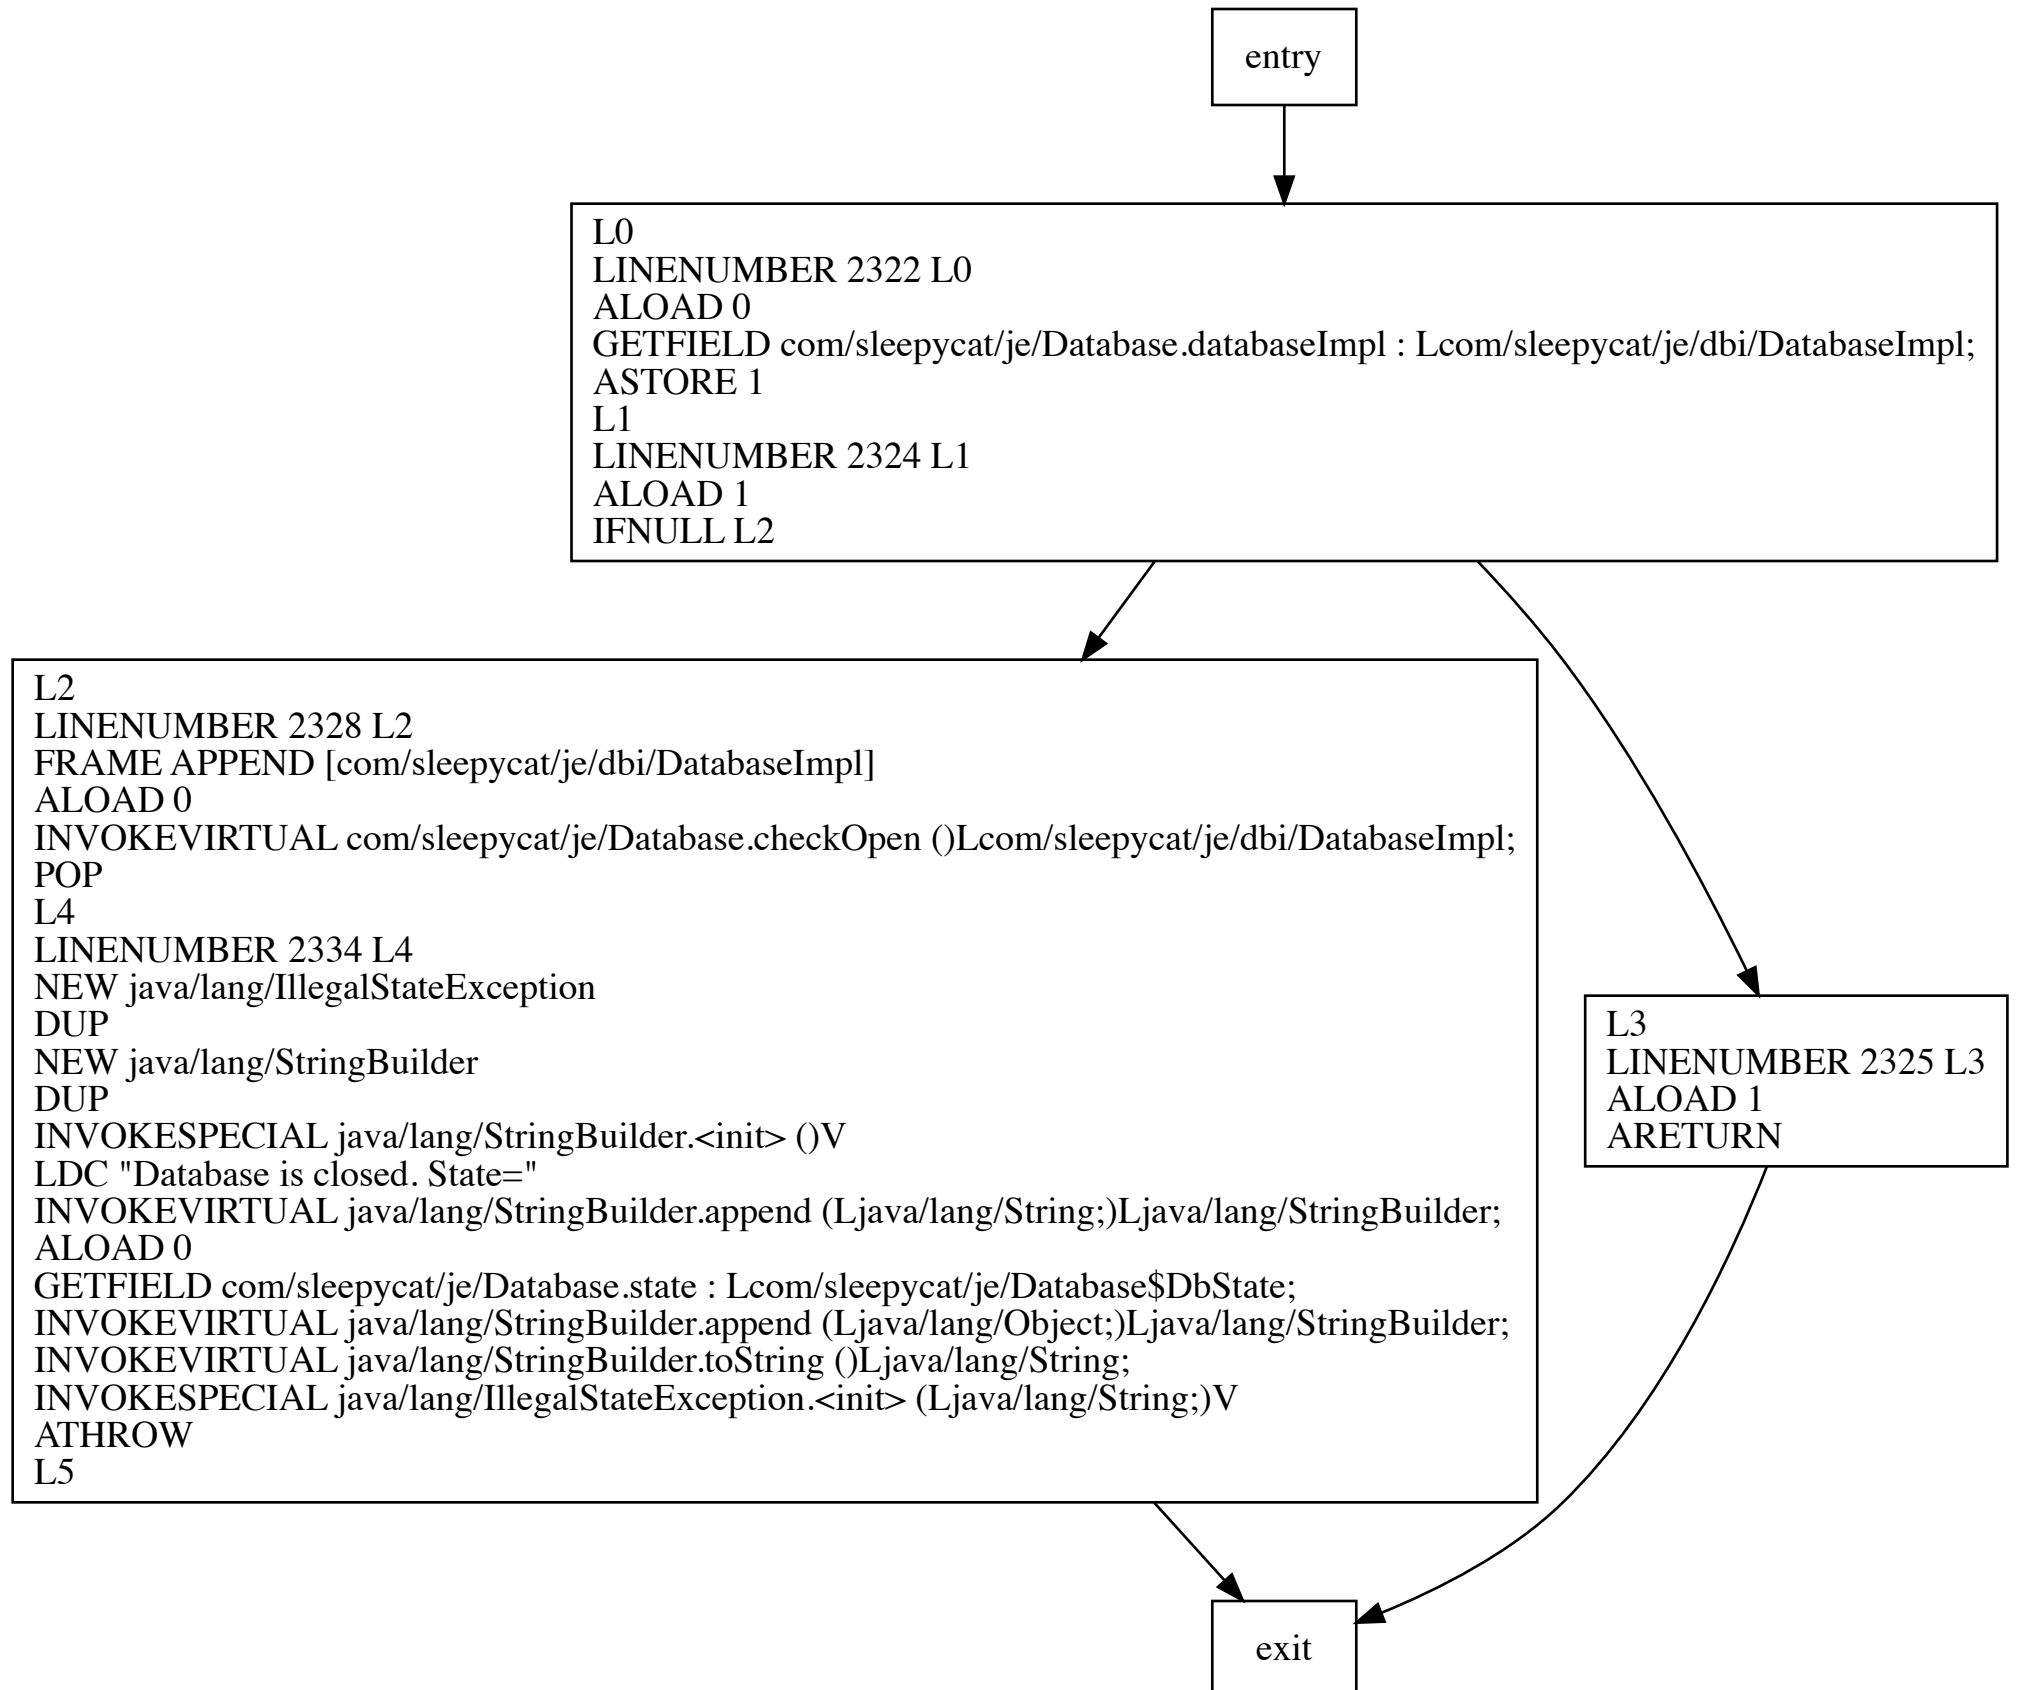 entry
L0
LINENUMBER 2322 L0
ALOAD 0
GETFIELD com/sleepycat/je/Database.databaseImpl : Lcom/sleepycat/je/dbi/DatabaseImpl;
ASTORE 1
L1
LINENUMBER 2324 L1
ALOAD 1
IFNULL L2
L2
LINENUMBER 2328 L2
FRAME APPEND [com/sleepycat/je/dbi/DatabaseImpl]
ALOAD 0
INVOKEVIRTUAL com/sleepycat/je/Database.checkOpen ()Lcom/sleepycat/je/dbi/DatabaseImpl;
POP
L4
LINENUMBER 2334 L4
NEW java/lang/IllegalStateException
DUP
NEW java/lang/StringBuilder
DUP
INVOKESPECIAL java/lang/StringBuilder.<init> ()V
LDC "Database is closed. State="
INVOKEVIRTUAL java/lang/StringBuilder.append (Ljava/lang/String;)Ljava/lang/StringBuilder;
ALOAD 0
GETFIELD com/sleepycat/je/Database.state : Lcom/sleepycat/je/Database$DbState;
INVOKEVIRTUAL java/lang/StringBuilder.append (Ljava/lang/Object;)Ljava/lang/StringBuilder;
INVOKEVIRTUAL java/lang/StringBuilder.toString ()Ljava/lang/String;
INVOKESPECIAL java/lang/IllegalStateException.<init> (Ljava/lang/String;)V
ATHROW
L5
L3
LINENUMBER 2325 L3
ALOAD 1
ARETURN
exit